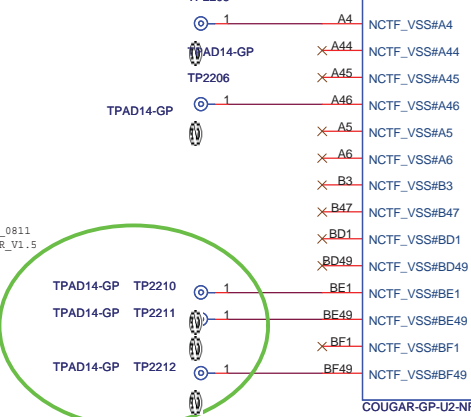 1 A4 NCTF_VSS#A4
TPAD14-GP A44 NCTF_VSS#A44
TP2206 A45 NCTF_VSS#A45
TPAD14-GP 1 A46 NCTF_VSS#A46
A5 NCTF_VSS#A5
A6 NCTF_VSS#A6
B3 NCTF_VSS#B3
B47 NCTF_VSS#B47
_0811
BD1 NCTF_VSS#BD1
R_V1.5
BD49 NCTF_VSS#BD49
TPAD14-GP TP2210 1 BE1 NCTF_VSS#BE1
TPAD14-GP TP2211 1 BE49 NCTF_VSS#BE49
BF1 NCTF_VSS#BF1
TPAD14-GP TP2212 1 BF49 NCTF_VSS#BF49
COUGAR-GP-U2-NF